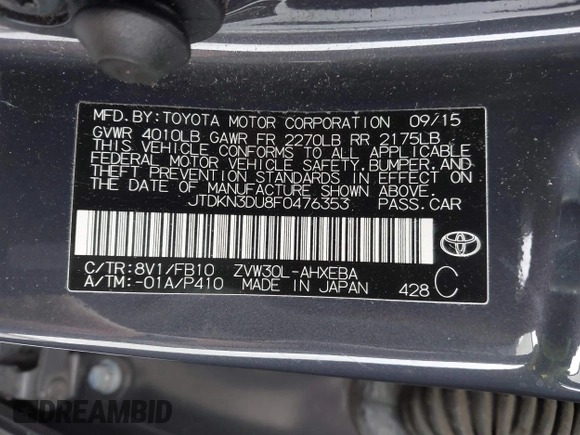 MFD.BY:TOYOTA MOTOR CORPORATION 09/15
GVWR 4010LB GAWR FR 2270LB RR 2175LB
THIS VEHICLE CONFORMS TO ALL APPLICABLE
FEDERAL MOTOR VEHICLE SAFETY, BUMPER, AND
THEFT PREVENTION STANDARDS IN EFFECT ON
THE DATE OF MANUFACTURE SHOWN ABOVE.
JTDKN3DU8F0476353 PASS.CAR
C/TR:8V1/FB10 ZVW30L-AHXEBA
A/TM:-01A/P410 MADE IN JAPAN 428 C
TOYOTA
DREAMBID